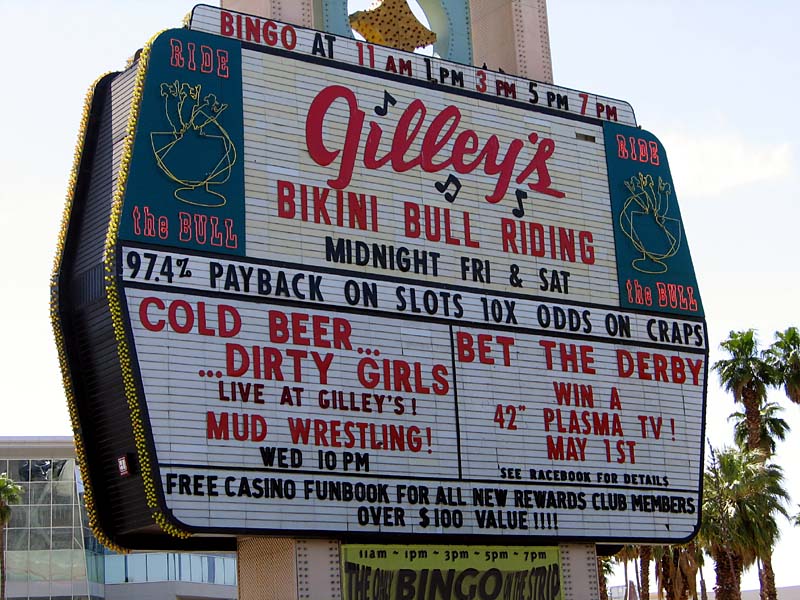 BINGO AT 11 AM 1 PM 3 PM 5 PM 7 PM
RIDE
the BULL
Gilley's
BIKINI BULL RIDING
MIDNIGHT FRI & SAT
RIDE
the BULL
97.4% PAYBACK ON SLOTS 10X ODDS ON CRAPS
COLD BEER...
...DIRTY GIRLS
LIVE AT GILLEY'S!
MUD WRESTLING!
WED 10 PM
BET THE DERBY
WIN A
42" PLASMA TV!
MAY 1ST
SEE RACEBOOK FOR DETAILS
FREE CASINO FUNBOOK FOR ALL NEW REWARDS CLUB MEMBERS
OVER $100 VALUE !!!!
11am ~ 1pm ~ 3pm ~ 5pm ~ 7pm
THE ONLY BINGO ON THE STRIP